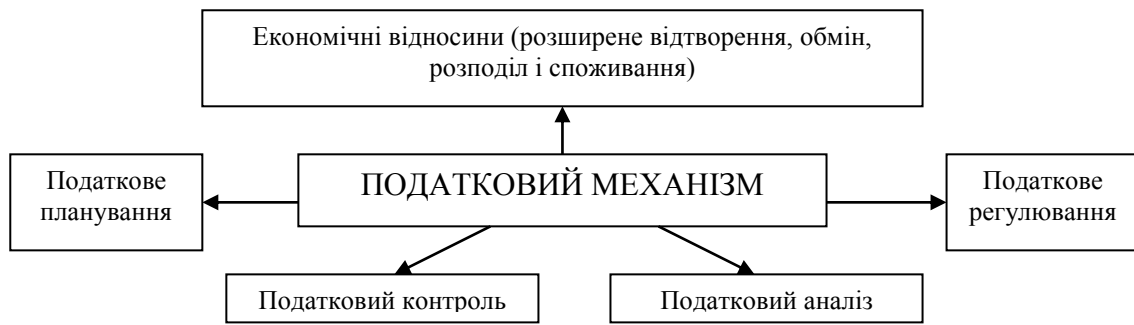 Економічні відносини (розширене відтворення, обмін,
розподіл і споживання)
Податкове
планування
ПОДАТКОВИЙ МЕХАНІЗМ
Податкове
регулювання
Податковий контроль
Податковий аналіз